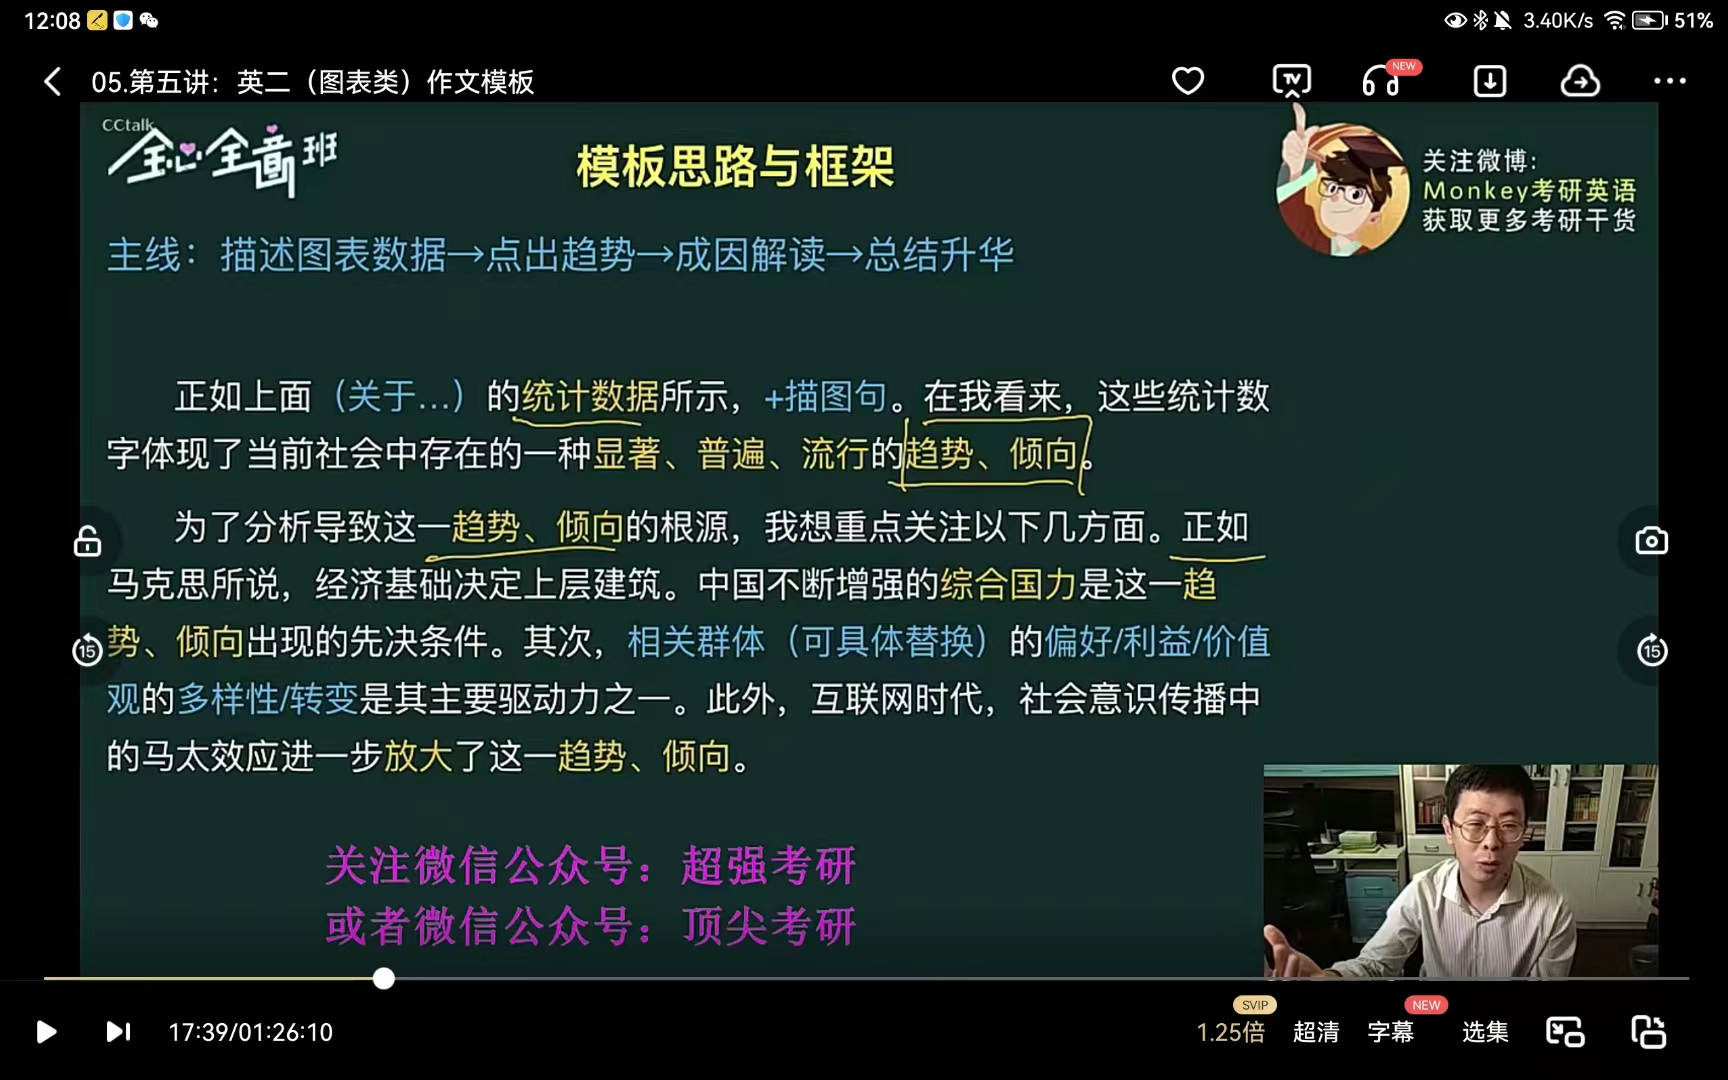 12:08
3.40K/s 51%
05.第五讲：英二（图表类）作文模板
NEW
CCtalk
全心全意班
模板思路与框架
关注微博:
Monkey考研英语
获取更多考研干货
主线：描述图表数据→点出趋势→成因解读→总结升华
正如上面（关于...）的统计数据所示，+描图句。在我看来，这些统计数
字体现了当前社会中存在的一种显著、普遍、流行的趋势、倾向。
为了分析导致这一趋势、倾向的根源，我想重点关注以下几方面。正如
马克思所说，经济基础决定上层建筑。中国不断增强的综合国力是这一趋
势、倾向出现的先决条件。其次，相关群体（可具体替换）的偏好/利益/价值
观的多样性/转变是其主要驱动力之一。此外，互联网时代，社会意识传播中
的马太效应进一步放大了这一趋势、倾向。
15
15
关注微信公众号：超强考研
或者微信公众号：顶尖考研
17:39/01:26:10
SVIP
1.25倍
超清
NEW
字幕
选集